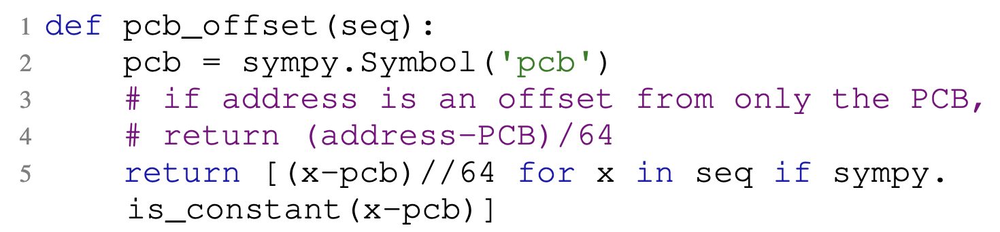 1 def pcb_offset(seq):
2     pcb = sympy.Symbol('pcb')
3     # if address is an offset from only the PCB,
4     # return (address-PCB)/64
5     return [(x-pcb)//64 for x in seq if sympy.
    is_constant(x-pcb)]